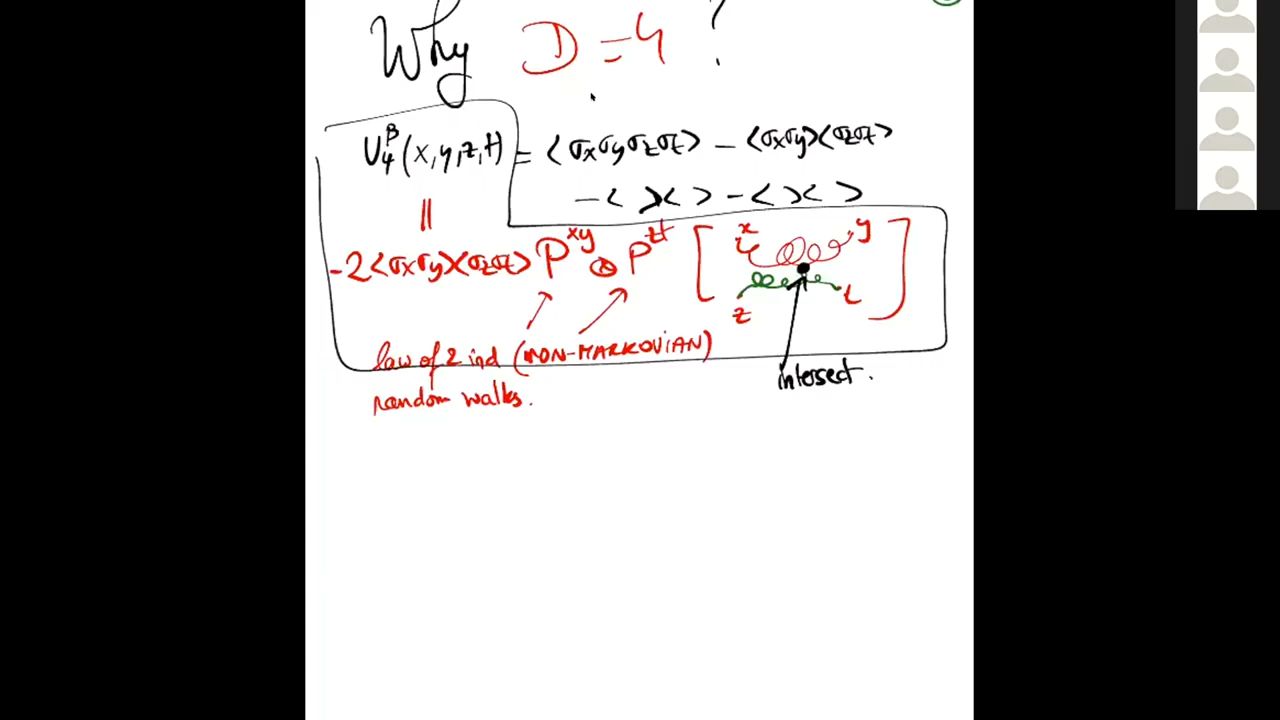 Why D = 4 ?
U₄^β(x,y,z,t) = <σxσyσzσt> − <σxσy><σzσt>
− < >< > − < >< >
||
−2<σxσy><σzσt> P^xy ⊗ P^zt [ x y z t ]
law of 2 ind (NON-MARKOVIAN)
random walks.
intersect.